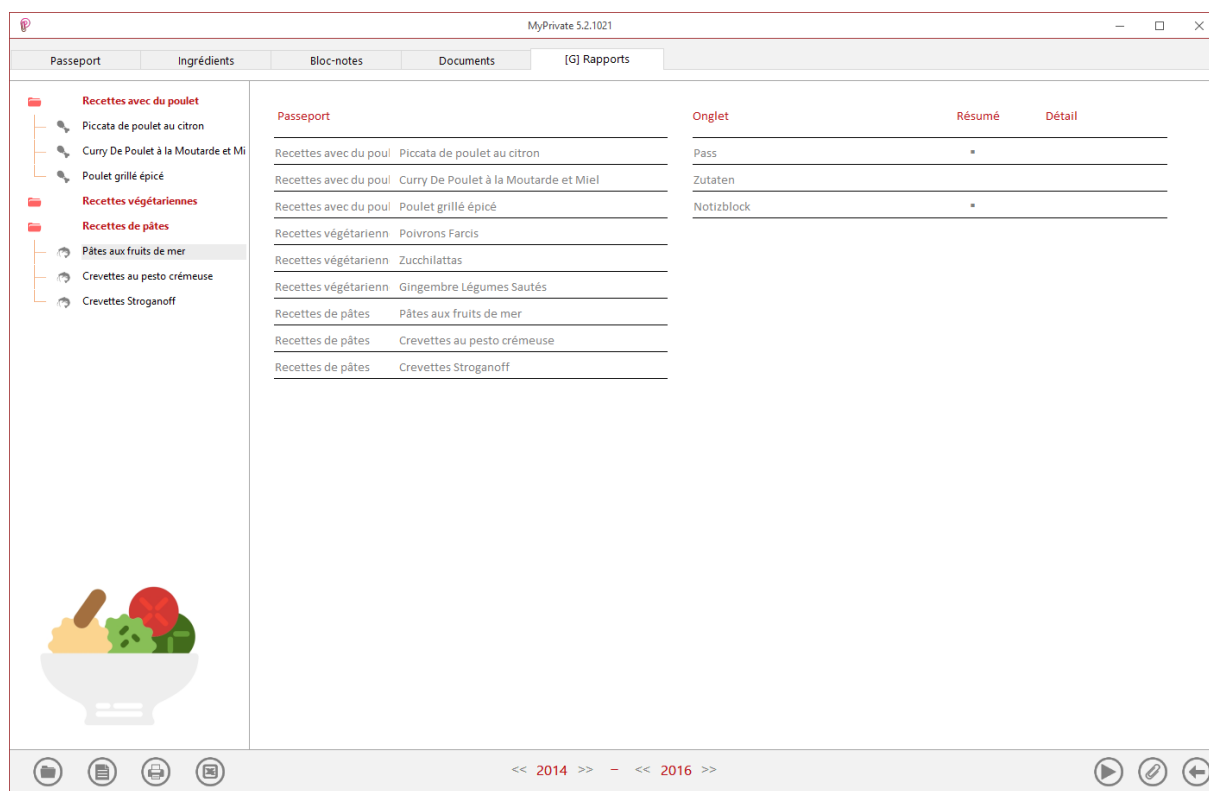 MyPrivate 5.2.1021
Passeport Ingrédients Bloc-notes Documents [G] Rapports
Recettes avec du poulet
Piccata de poulet au citron
Curry De Poulet à la Moutarde et Mi
Poulet grillé épicé
Recettes végétariennes
Recettes de pâtes
Pâtes aux fruits de mer
Crevettes au pesto crémeuse
Crevettes Stroganoff
Passeport
Recettes avec du poul Piccata de poulet au citron
Recettes avec du poul Curry De Poulet à la Moutarde et Miel
Recettes avec du poul Poulet grillé épicé
Recettes végétarienn Poivrons Farcis
Recettes végétarienn Zucchilattas
Recettes végétarienn Gingembre Légumes Sautés
Recettes de pâtes Pâtes aux fruits de mer
Recettes de pâtes Crevettes au pesto crémeuse
Recettes de pâtes Crevettes Stroganoff
Onglet Résumé Détail
Pass
Zutaten
Notizblock
<< 2014 >> – << 2016 >>